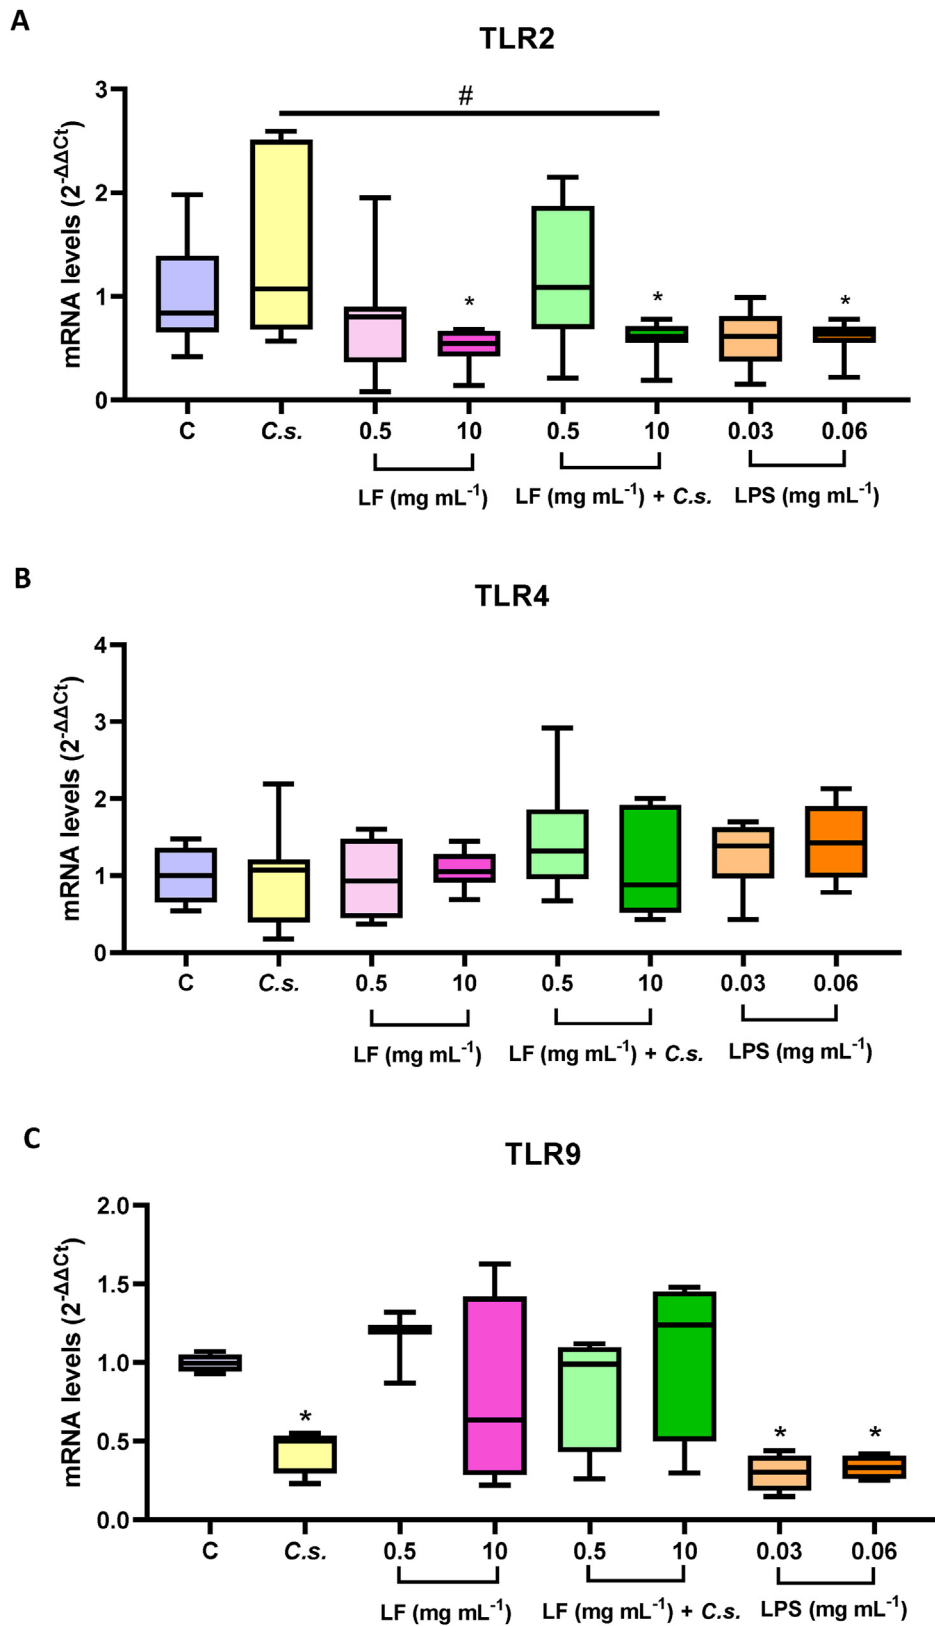 A
TLR2
mRNA levels (2^-ΔΔCt)
3
2
1
0
#
* * *
C C.s. 0.5 10 0.5 10 0.03 0.06
LF (mg mL^-1) LF (mg mL^-1) + C.s. LPS (mg mL^-1)
B
TLR4
mRNA levels (2^-ΔΔCt)
4
3
2
1
0
C C.s. 0.5 10 0.5 10 0.03 0.06
LF (mg mL^-1) LF (mg mL^-1) + C.s. LPS (mg mL^-1)
C
TLR9
mRNA levels (2^-ΔΔCt)
2.0
1.5
1.0
0.5
0.0
* * *
C C.s. 0.5 10 0.5 10 0.03 0.06
LF (mg mL^-1) LF (mg mL^-1) + C.s. LPS (mg mL^-1)